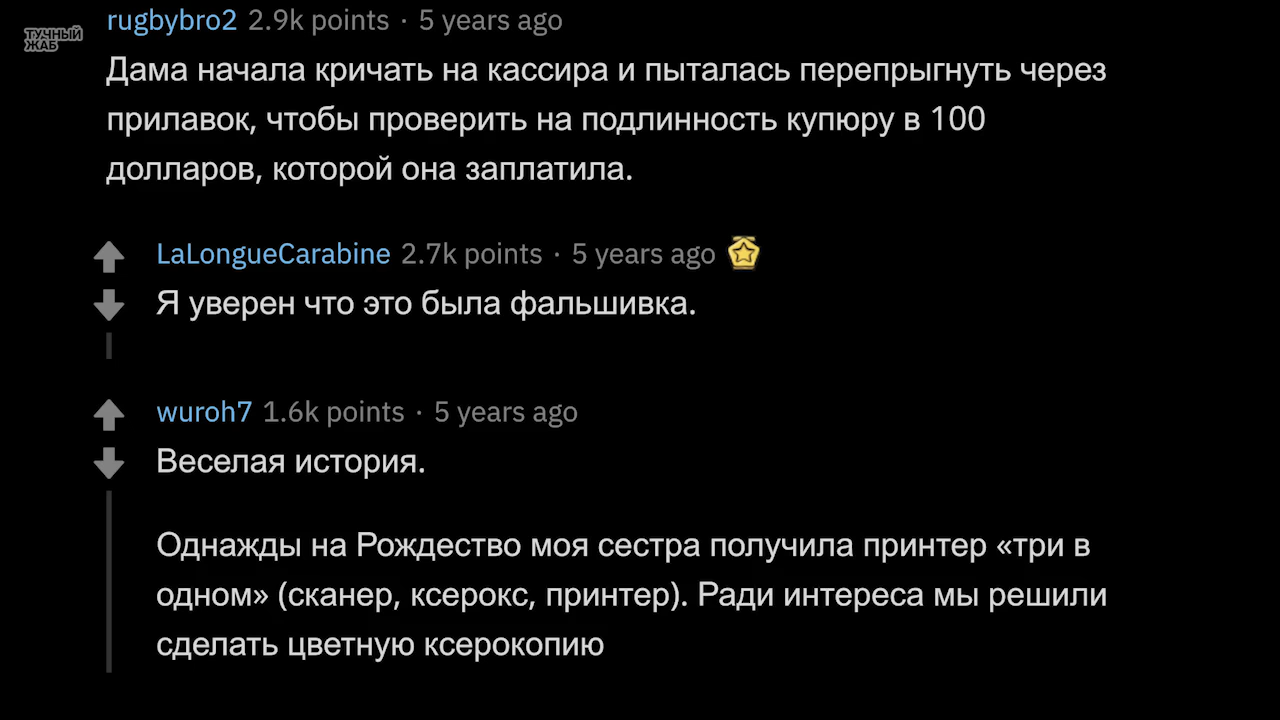 ТУЧНЫЙ
ЖАБ
rugbybro2 2.9k points · 5 years ago
Дама начала кричать на кассира и пыталась перепрыгнуть через
прилавок, чтобы проверить на подлинность купюру в 100
долларов, которой она заплатила.
LaLongueCarabine 2.7k points · 5 years ago
Я уверен что это была фальшивка.
wuroh7 1.6k points · 5 years ago
Веселая история.
Однажды на Рождество моя сестра получила принтер «три в
одном» (сканер, ксерокс, принтер). Ради интереса мы решили
сделать цветную ксерокопию